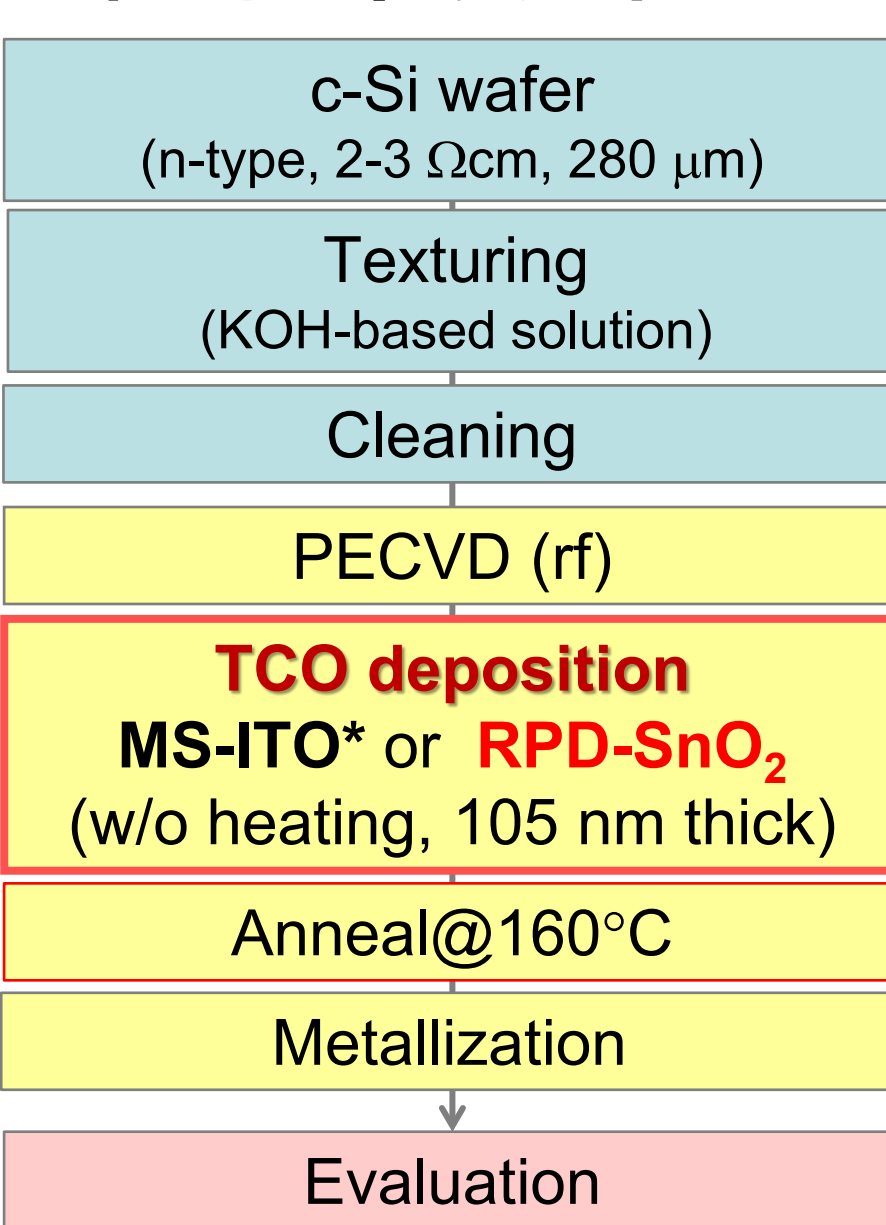 c-Si wafer
(n-type, 2-3 Ωcm, 280 μm)
Texturing
(KOH-based solution)
Cleaning
PECVD (rf)
TCO deposition
MS-ITO* or RPD-SnO₂
(w/o heating, 105 nm thick)
Anneal@160°C
Metallization
Evaluation